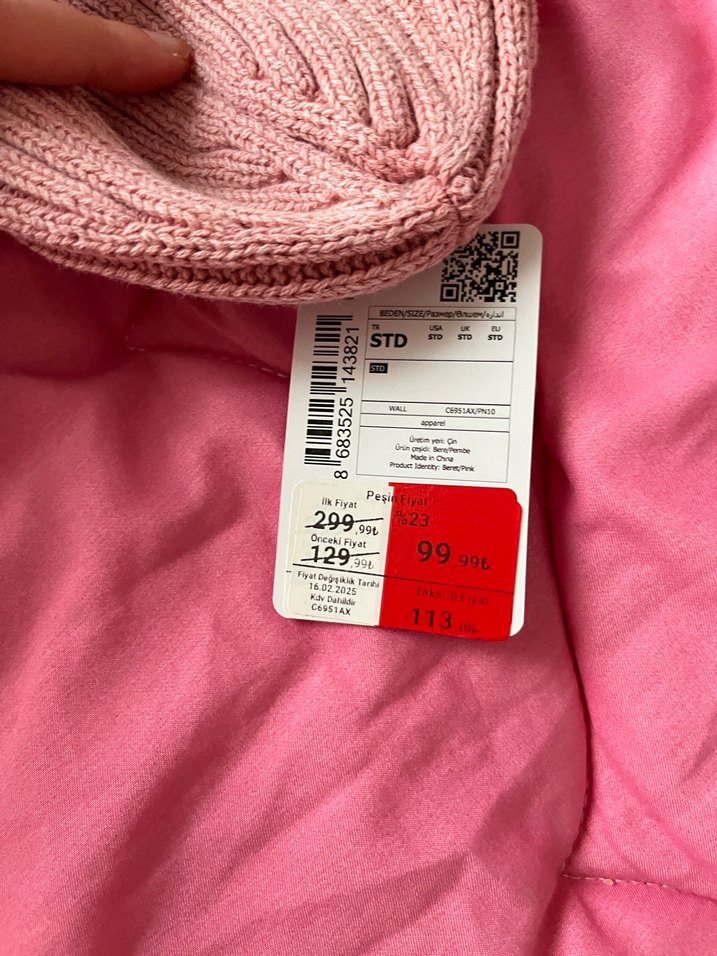 BEDEN/SIZE/Размер/Өлшем/اندازه
TR USA UK EU
STD STD STD STD
STD
WALL C6951AX/PN10
apparel
Üretim yeri: Çin
Ürün çeşidi: Bere/Pembe
Made in China
Product Identity: Beret/Pink
8 683525 143821
Peşin Fiyat
İlk Fiyat
299,99₺
%23
Önceki Fiyat
129,99₺
99,99₺
Fiyat Değişiklik Tarihi
16.02.2025
Kdv Dahildir
C6951AX
Taksitli Fiyat
113